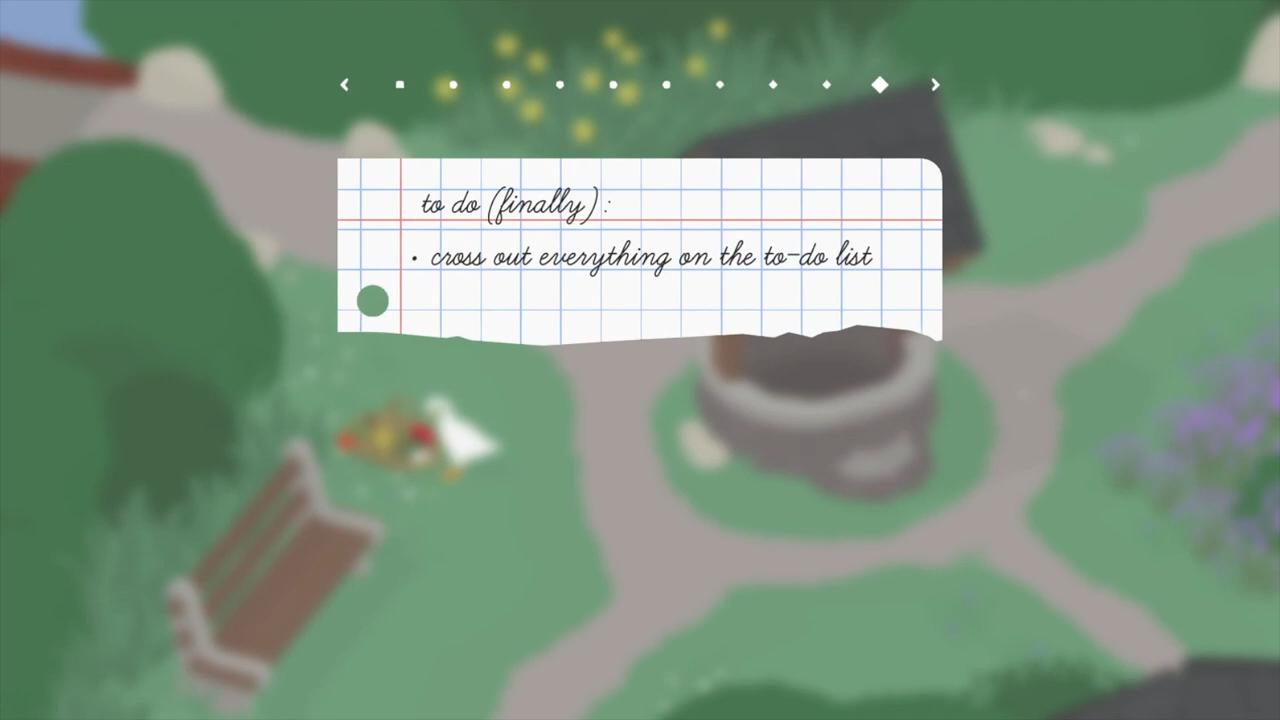 to do (finally) :
• cross out everything on the to-do list